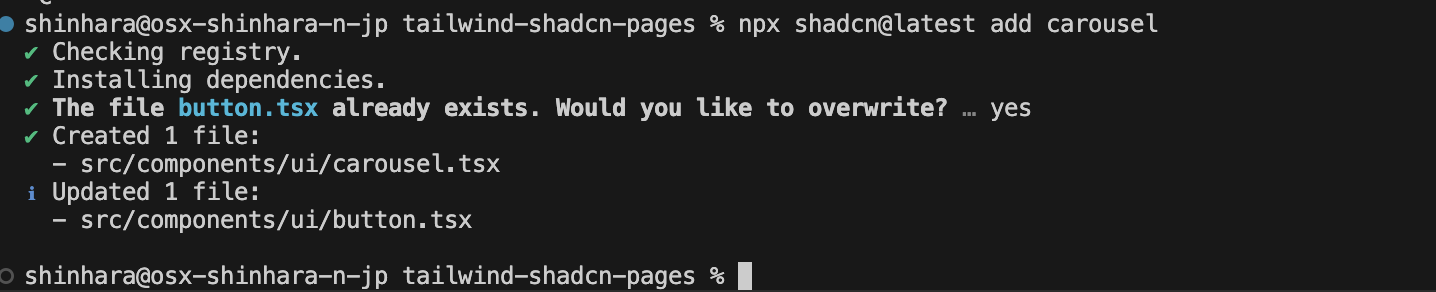 shinhara@osx-shinhara-n-jp tailwind-shadcn-pages % npx shadcn@latest add carousel
✔ Checking registry.
✔ Installing dependencies.
✔ The file button.tsx already exists. Would you like to overwrite? … yes
✔ Created 1 file:
  - src/components/ui/carousel.tsx
ℹ Updated 1 file:
  - src/components/ui/button.tsx
shinhara@osx-shinhara-n-jp tailwind-shadcn-pages %